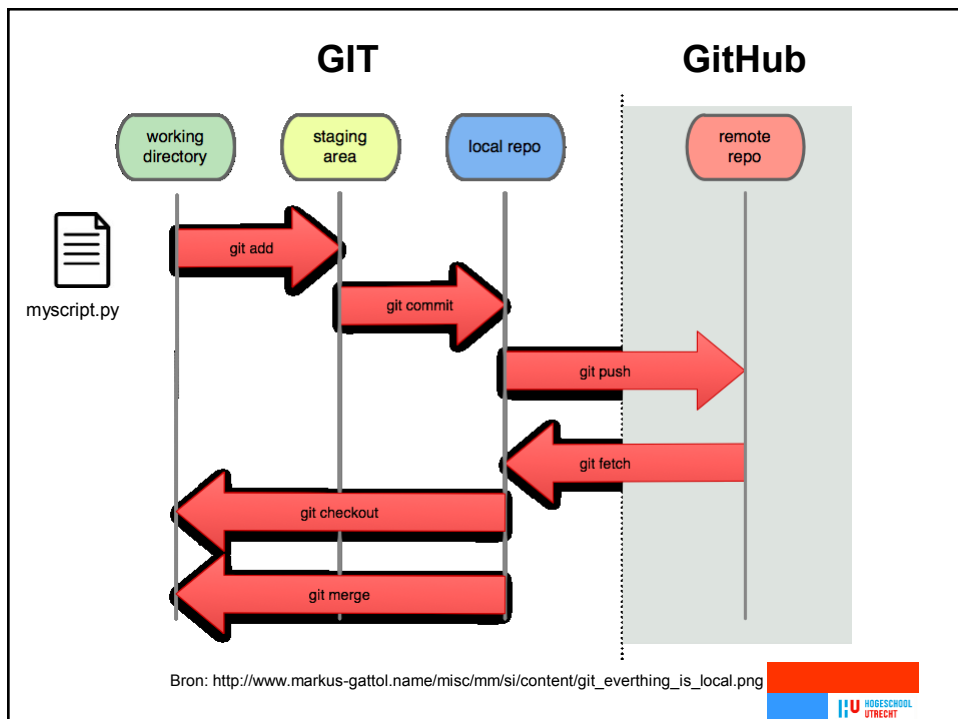 GIT
GitHub
working
directory
staging
area
local repo
remote
repo
git add
myscript.py
git commit
git push
git fetch
git checkout
git merge
Bron: http://www.markus-gattol.name/misc/mm/si/content/git_everthing_is_local.png
HU HOGESCHOOL
UTRECHT